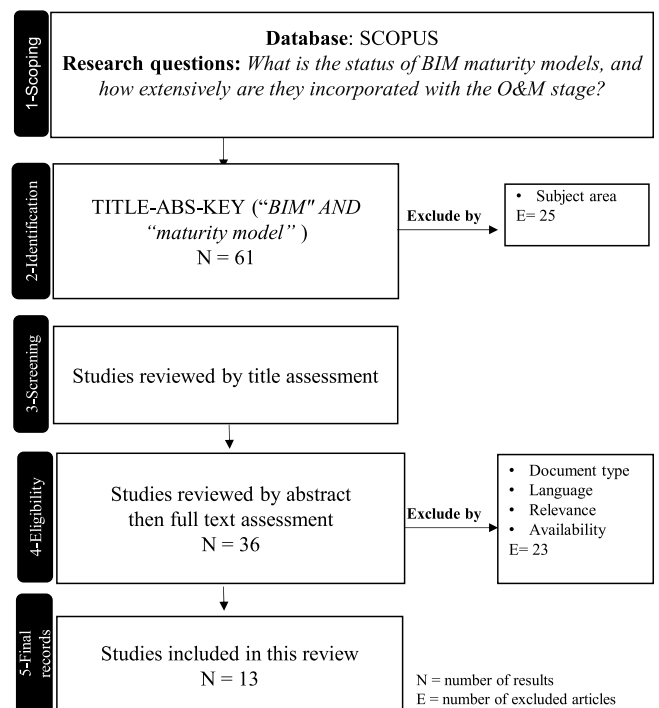 1-Scoping
Database: SCOPUS
Research questions: What is the status of BIM maturity models, and
how extensively are they incorporated with the O&M stage?
2-Identification
TITLE-ABS-KEY (“BIM" AND
“maturity model” )
N = 61
Exclude by
• Subject area
E= 25
3-Screening
Studies reviewed by title assessment
4-Eligibility
Studies reviewed by abstract
then full text assessment
N = 36
Exclude by
• Document type
• Language
• Relevance
• Availability
E= 23
5-Final
records
Studies included in this review
N = 13
N = number of results
E = number of excluded articles